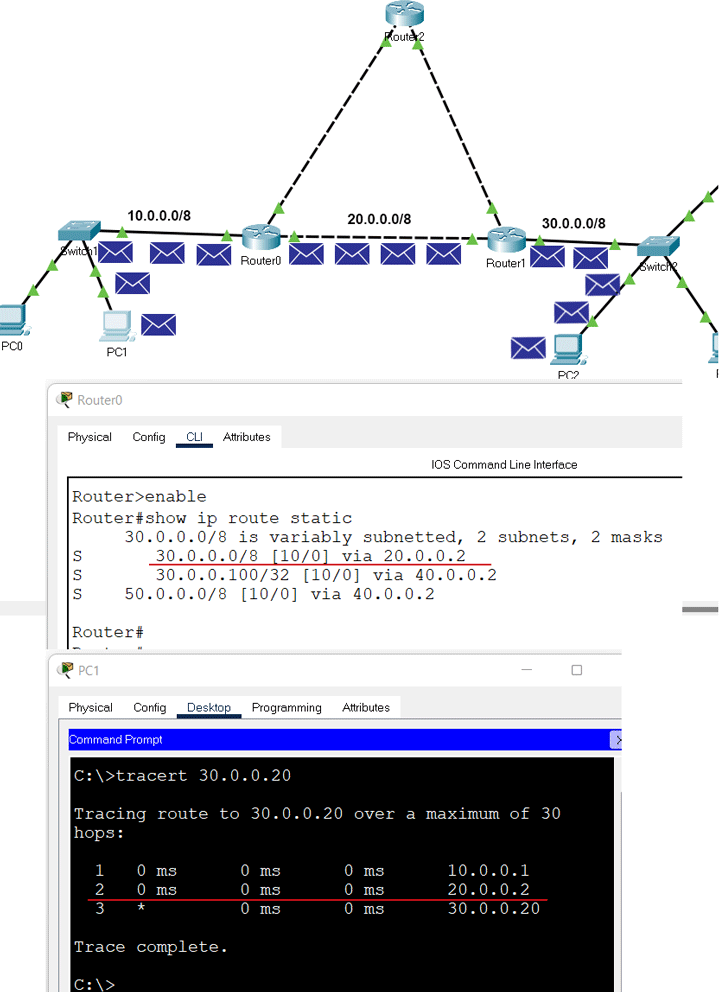 Router2
10.0.0.0/8
20.0.0.0/8
30.0.0.0/8
Switch1
Router0
Router1
Switch2
PC0
PC1
PC2
Router0
Physical Config CLI Attributes
IOS Command Line Interface
Router>enable
Router#show ip route static
30.0.0.0/8 is variably subnetted, 2 subnets, 2 masks
S 30.0.0.0/8 [10/0] via 20.0.0.2
S 30.0.0.100/32 [10/0] via 40.0.0.2
S 50.0.0.0/8 [10/0] via 40.0.0.2
Router#
PC1
Physical Config Desktop Programming Attributes
Command Prompt
C:\>tracert 30.0.0.20
Tracing route to 30.0.0.20 over a maximum of 30
hops:
1 0 ms 0 ms 0 ms 10.0.0.1
2 0 ms 0 ms 0 ms 20.0.0.2
3 * 0 ms 0 ms 30.0.0.20
Trace complete.
C:\>